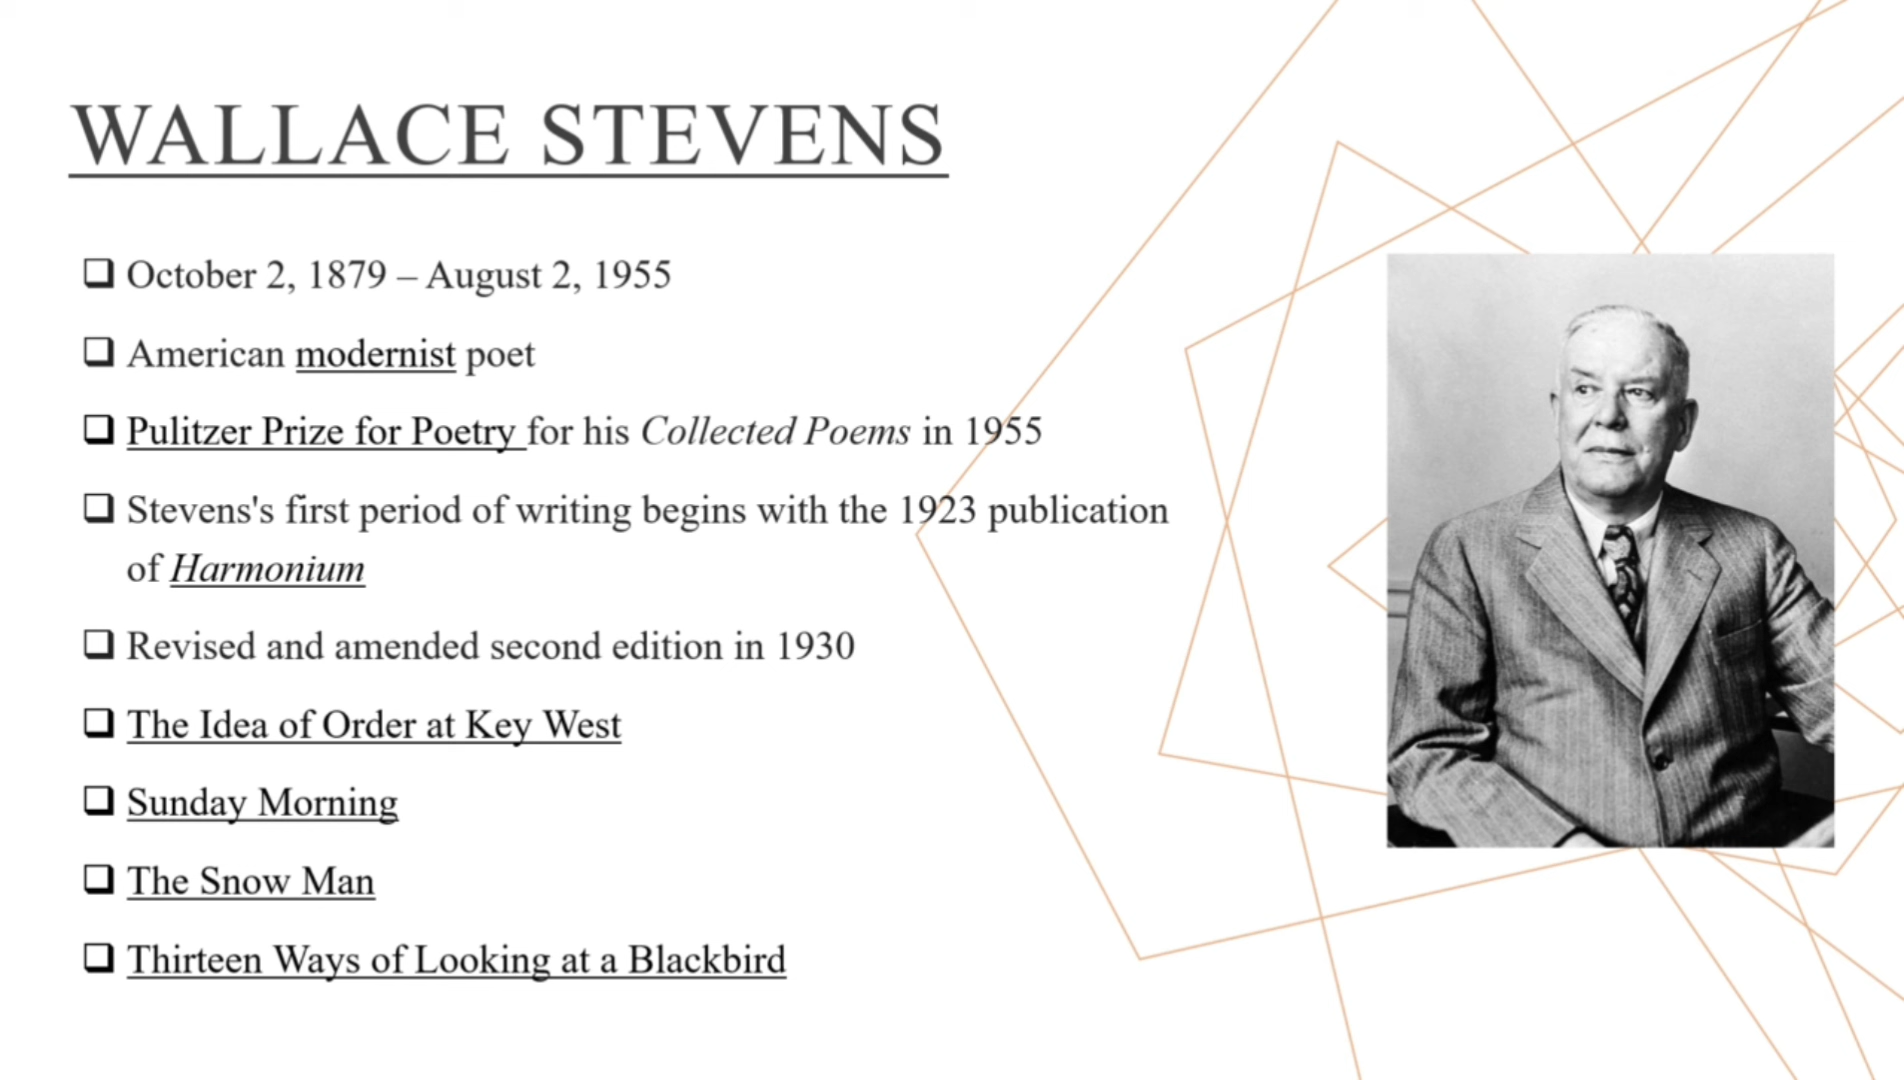 WALLACE STEVENS
October 2, 1879 – August 2, 1955
American modernist poet
Pulitzer Prize for Poetry for his Collected Poems in 1955
Stevens's first period of writing begins with the 1923 publication
of Harmonium
Revised and amended second edition in 1930
The Idea of Order at Key West
Sunday Morning
The Snow Man
Thirteen Ways of Looking at a Blackbird